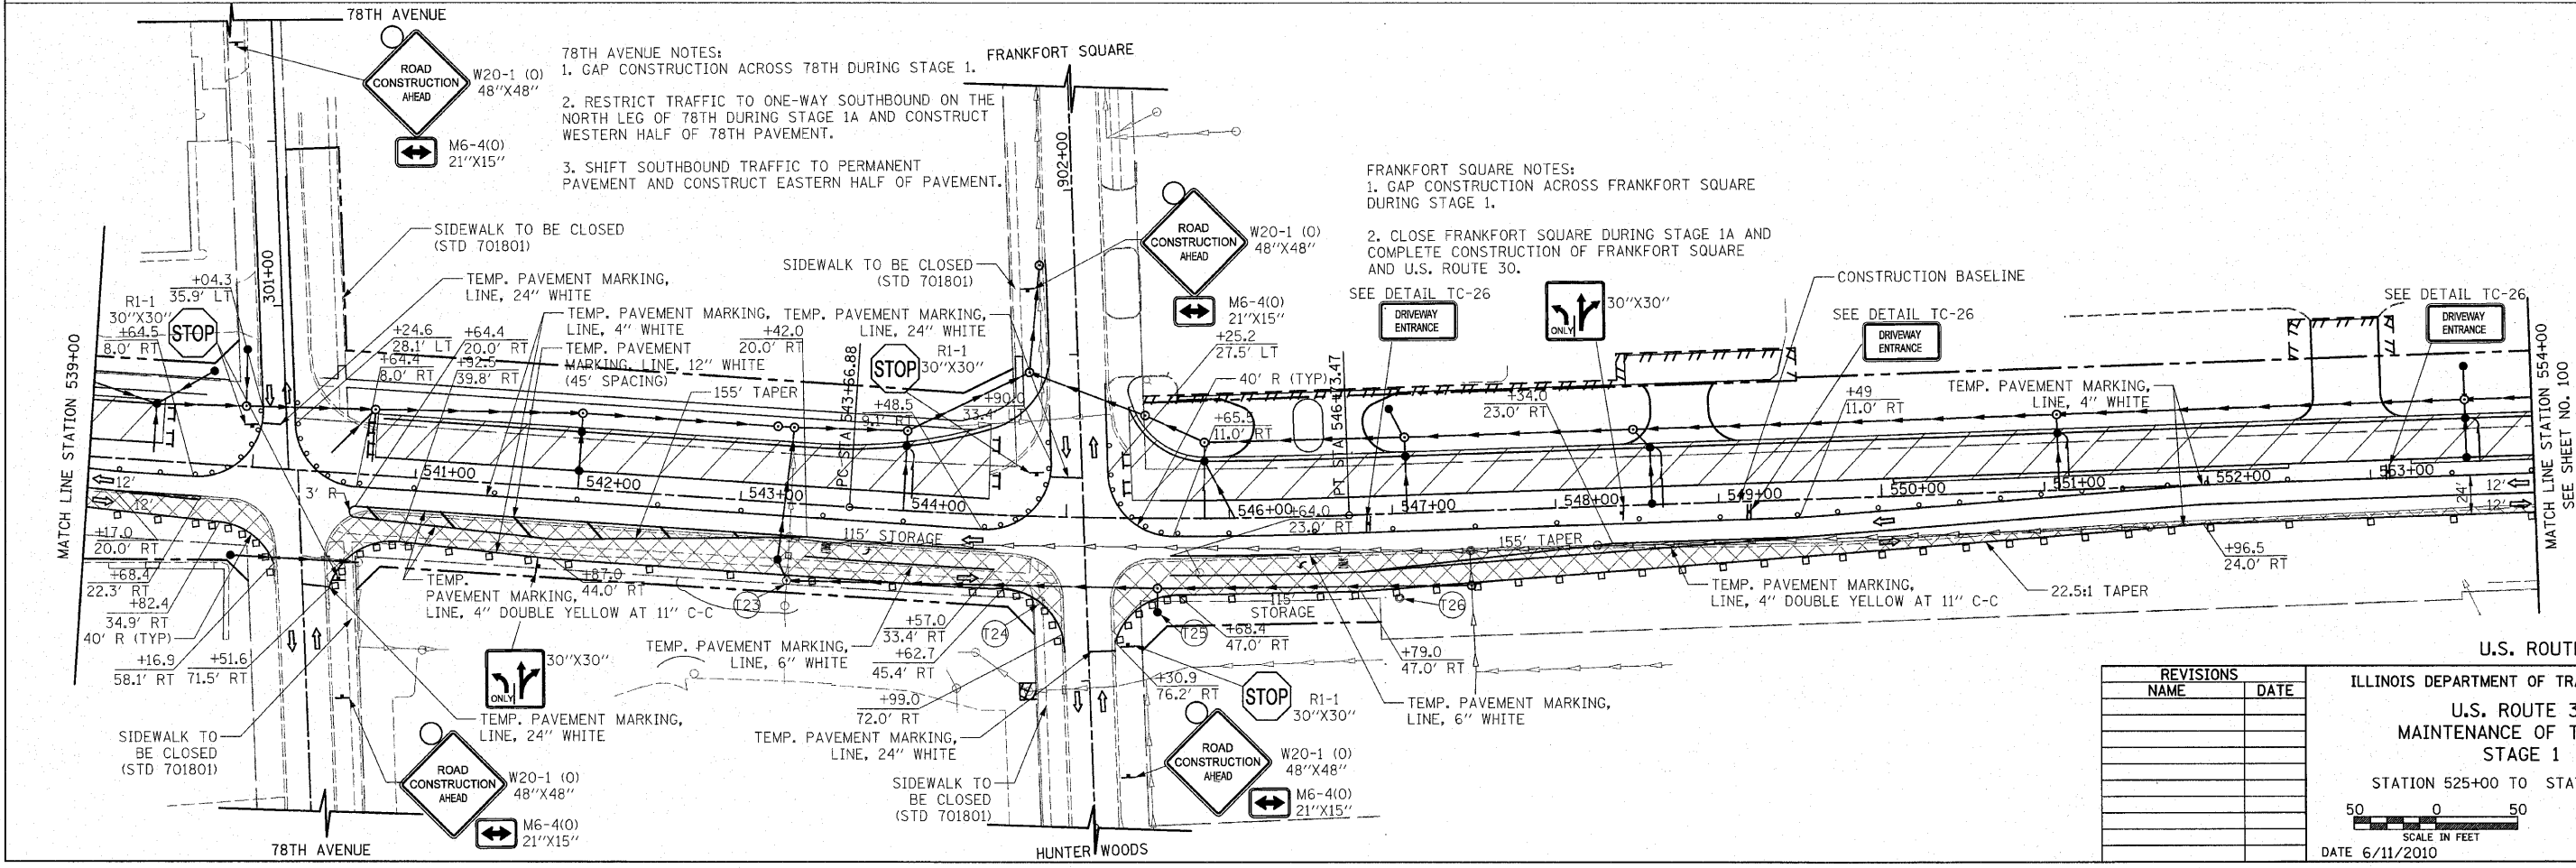 78TH AVENUE
ROAD
CONSTRUCTION
AHEAD
W20-1 (O)
48"X48"
M6-4(O)
21"X15"
78TH AVENUE NOTES:
1. GAP CONSTRUCTION ACROSS 78TH DURING STAGE 1.
2. RESTRICT TRAFFIC TO ONE-WAY SOUTHBOUND ON THE
NORTH LEG OF 78TH DURING STAGE 1A AND CONSTRUCT
WESTERN HALF OF 78TH PAVEMENT.
3. SHIFT SOUTHBOUND TRAFFIC TO PERMANENT
PAVEMENT AND CONSTRUCT EASTERN HALF OF PAVEMENT.
FRANKFORT SQUARE
902+00
ROAD
CONSTRUCTION
AHEAD
W20-1 (O)
48"X48"
M6-4(O)
21"X15"
FRANKFORT SQUARE NOTES:
1. GAP CONSTRUCTION ACROSS FRANKFORT SQUARE
DURING STAGE 1.
2. CLOSE FRANKFORT SQUARE DURING STAGE 1A AND
COMPLETE CONSTRUCTION OF FRANKFORT SQUARE
AND U.S. ROUTE 30.
SIDEWALK TO BE CLOSED
(STD 701801)
SIDEWALK TO BE CLOSED
(STD 701801)
301+00
+04.3
35.9' LT
R1-1
30"X30"
STOP
+64.5
8.0' RT
TEMP. PAVEMENT MARKING,
LINE, 24" WHITE
TEMP. PAVEMENT MARKING,
LINE, 4" WHITE
TEMP. PAVEMENT
MARKING, LINE, 12" WHITE
(45' SPACING)
TEMP. PAVEMENT MARKING,
LINE, 24" WHITE
+24.6
28.1' LT
+64.4
20.0' RT
+64.4
8.0' RT
+92.5
39.8' RT
+42.0
20.0' RT
155' TAPER
PC STA 543+66.88
STOP
R1-1
30"X30"
+48.5
9.1' RT
+90.0
33.4' LT
+25.2
27.5' LT
40' R (TYP)
+65.5
11.0' RT
PT STA 546+73.47
SEE DETAIL TC-26
DRIVEWAY
ENTRANCE
ONLY
30"X30"
+34.0
23.0' RT
CONSTRUCTION BASELINE
SEE DETAIL TC-26
DRIVEWAY
ENTRANCE
+49
11.0' RT
TEMP. PAVEMENT MARKING,
LINE, 4" WHITE
SEE DETAIL TC-26
DRIVEWAY
ENTRANCE
MATCH LINE STATION 539+00
MATCH LINE STATION 554+00
SEE SHEET NO. 100
541+00
542+00
543+00
544+00
546+00
547+00
548+00
549+00
550+00
551+00
552+00
563+00
12'
12'
24'
12'
12'
3' R
+64.0
23.0' RT
115' STORAGE
155' TAPER
+17.0
20.0' RT
+68.4
22.3' RT
+82.4
34.9' RT
40' R (TYP)
+16.9
58.1' RT
+51.6
71.5' RT
TEMP.
PAVEMENT MARKING,
LINE, 4" DOUBLE YELLOW AT 11" C-C
+87.0
44.0' RT
T23
ONLY
30"X30"
TEMP. PAVEMENT MARKING,
LINE, 6" WHITE
+57.0
33.4' RT
+62.7
45.4' RT
+99.0
72.0' RT
T24
T25
115'
STORAGE
+68.4
47.0' RT
T26
+79.0
47.0' RT
+30.9
76.2' RT
TEMP. PAVEMENT MARKING,
LINE, 4" DOUBLE YELLOW AT 11" C-C
22.5:1 TAPER
+96.5
24.0' RT
SIDEWALK TO
BE CLOSED
(STD 701801)
TEMP. PAVEMENT MARKING,
LINE, 24" WHITE
ROAD
CONSTRUCTION
AHEAD
W20-1 (O)
48"X48"
M6-4(O)
21"X15"
78TH AVENUE
TEMP. PAVEMENT MARKING,
LINE, 24" WHITE
SIDEWALK TO
BE CLOSED
(STD 701801)
HUNTER WOODS
STOP
R1-1
30"X30"
TEMP. PAVEMENT MARKING,
LINE, 6" WHITE
ROAD
CONSTRUCTION
AHEAD
W20-1 (O)
48"X48"
M6-4(O)
21"X15"
U.S. ROUTE
REVISIONS
NAME DATE
ILLINOIS DEPARTMENT OF TRA
U.S. ROUTE 3
MAINTENANCE OF T
STAGE 1
STATION 525+00 TO STA
50 0 50
SCALE IN FEET
DATE 6/11/2010